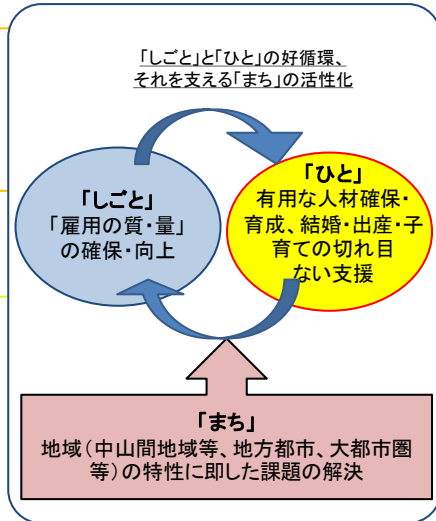 「しごと」と「ひと」の好循環、
それを支える「まち」の活性化
「しごと」
「雇用の質・量」
の確保・向上
「ひと」
有用な人材確保・
育成、結婚・出産・子
育ての切れ目
ない支援
「まち」
地域（中山間地域等、地方都市、大都市圏
等）の特性に即した課題の解決